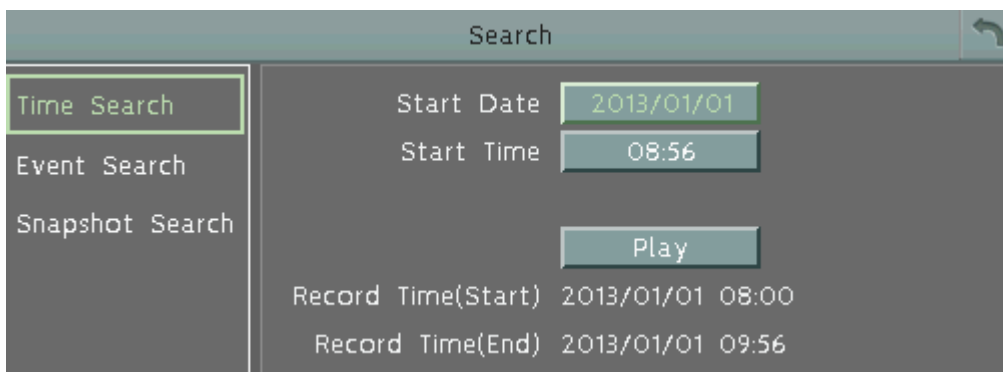 Search
Time Search
Event Search
Snapshot Search
Start Date 2013/01/01
Start Time 08:56
Play
Record Time(Start) 2013/01/01 08:00
Record Time(End) 2013/01/01 09:56